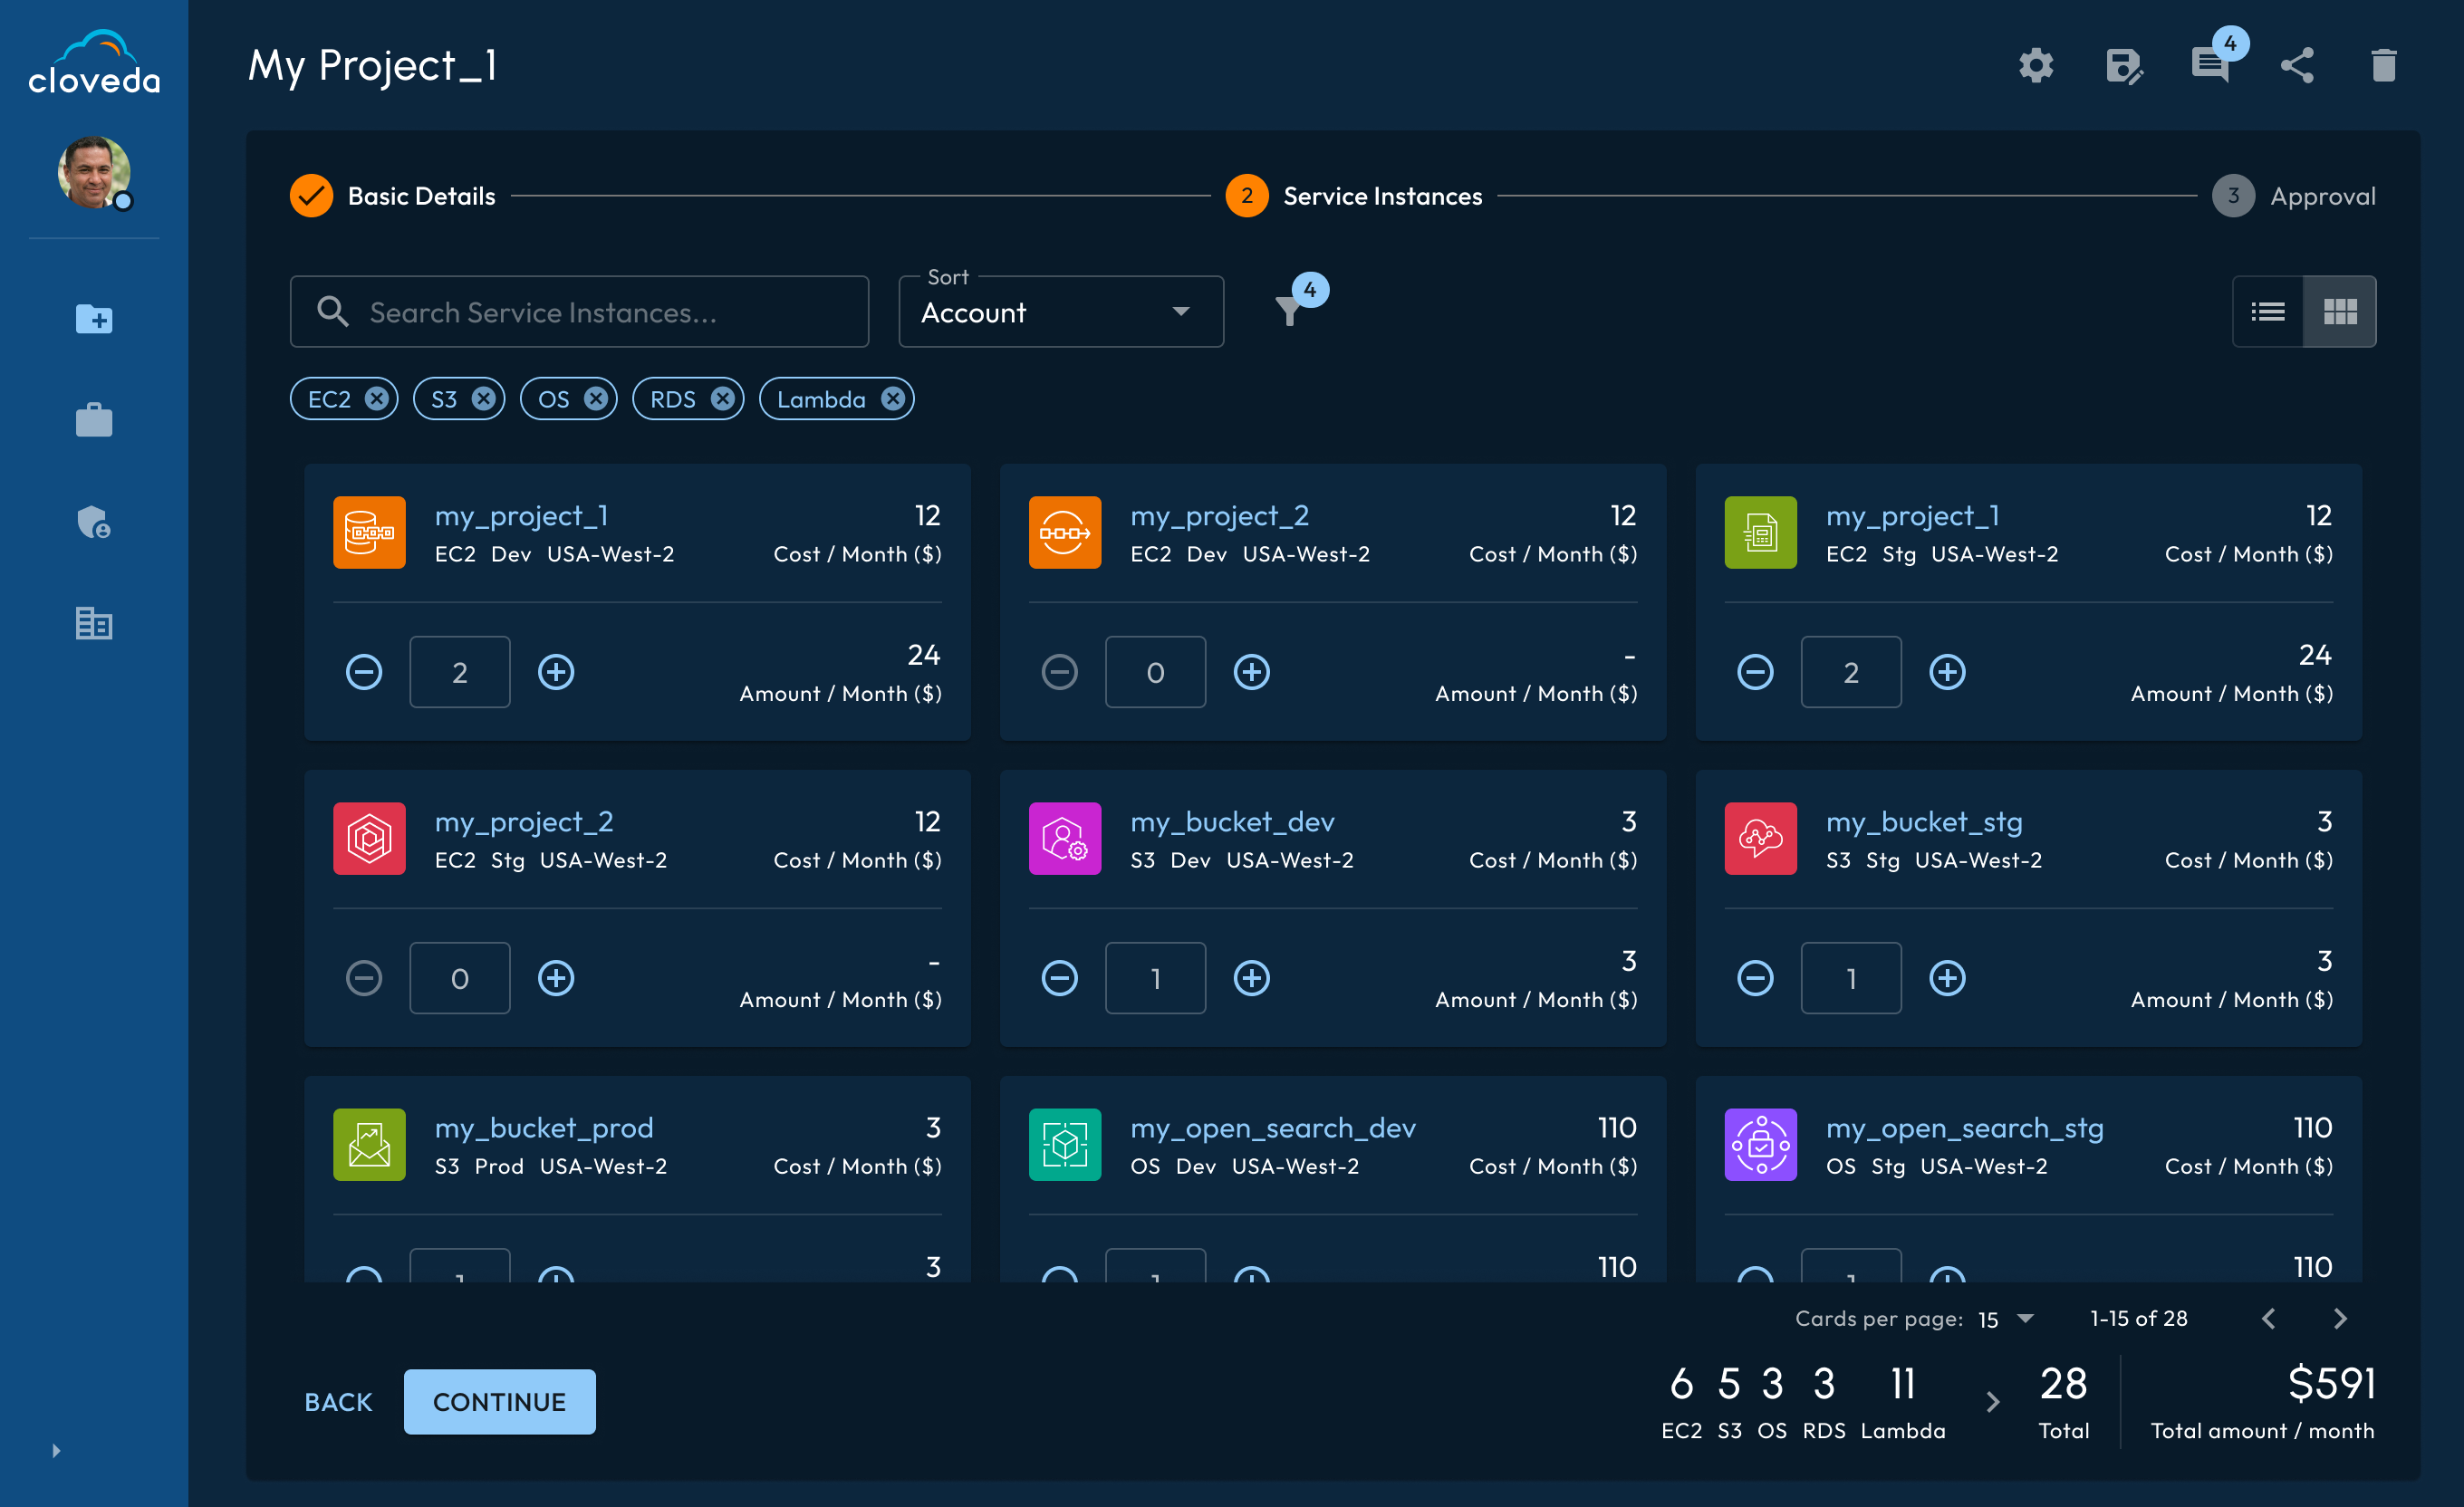 cloveda
My Project_1
4
Basic Details
2
Service Instances
3
Approval
Search Service Instances...
Sort
Account
4
EC2
S3
OS
RDS
Lambda
my_project_1
12
EC2 Dev USA-West-2
Cost / Month ($)
2
24
Amount / Month ($)
my_project_2
12
EC2 Dev USA-West-2
Cost / Month ($)
0
-
Amount / Month ($)
my_project_1
12
EC2 Stg USA-West-2
Cost / Month ($)
2
24
Amount / Month ($)
my_project_2
12
EC2 Stg USA-West-2
Cost / Month ($)
0
-
Amount / Month ($)
my_bucket_dev
3
S3 Dev USA-West-2
Cost / Month ($)
1
3
Amount / Month ($)
my_bucket_stg
3
S3 Stg USA-West-2
Cost / Month ($)
1
3
Amount / Month ($)
my_bucket_prod
3
S3 Prod USA-West-2
Cost / Month ($)
3
my_open_search_dev
110
OS Dev USA-West-2
Cost / Month ($)
110
my_open_search_stg
110
OS Stg USA-West-2
Cost / Month ($)
110
Cards per page: 15
1-15 of 28
BACK
CONTINUE
6 5 3 3 11
EC2 S3 OS RDS Lambda
28
Total
$591
Total amount / month